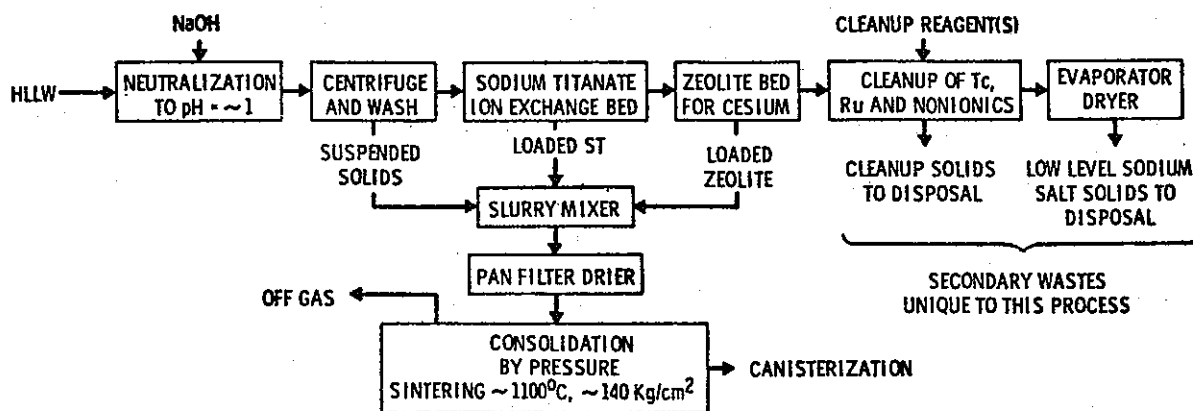 NaOH
CLEANUP REAGENT(S)
HLLW
NEUTRALIZATION
TO pH = ~1
CENTRIFUGE
AND WASH
SODIUM TITANATE
ION EXCHANGE BED
ZEOLITE BED
FOR CESIUM
CLEANUP OF Tc,
Ru AND NONIONICS
EVAPORATOR
DRYER
SUSPENDED
SOLIDS
LOADED ST
LOADED
ZEOLITE
CLEANUP SOLIDS
TO DISPOSAL
LOW LEVEL SODIUM
SALT SOLIDS TO
DISPOSAL
SLURRY MIXER
PAN FILTER DRIER
SECONDARY WASTES
UNIQUE TO THIS PROCESS
OFF GAS
CONSOLIDATION
BY PRESSURE
SINTERING ~1100⁰C, ~140 Kg/cm²
CANISTERIZATION